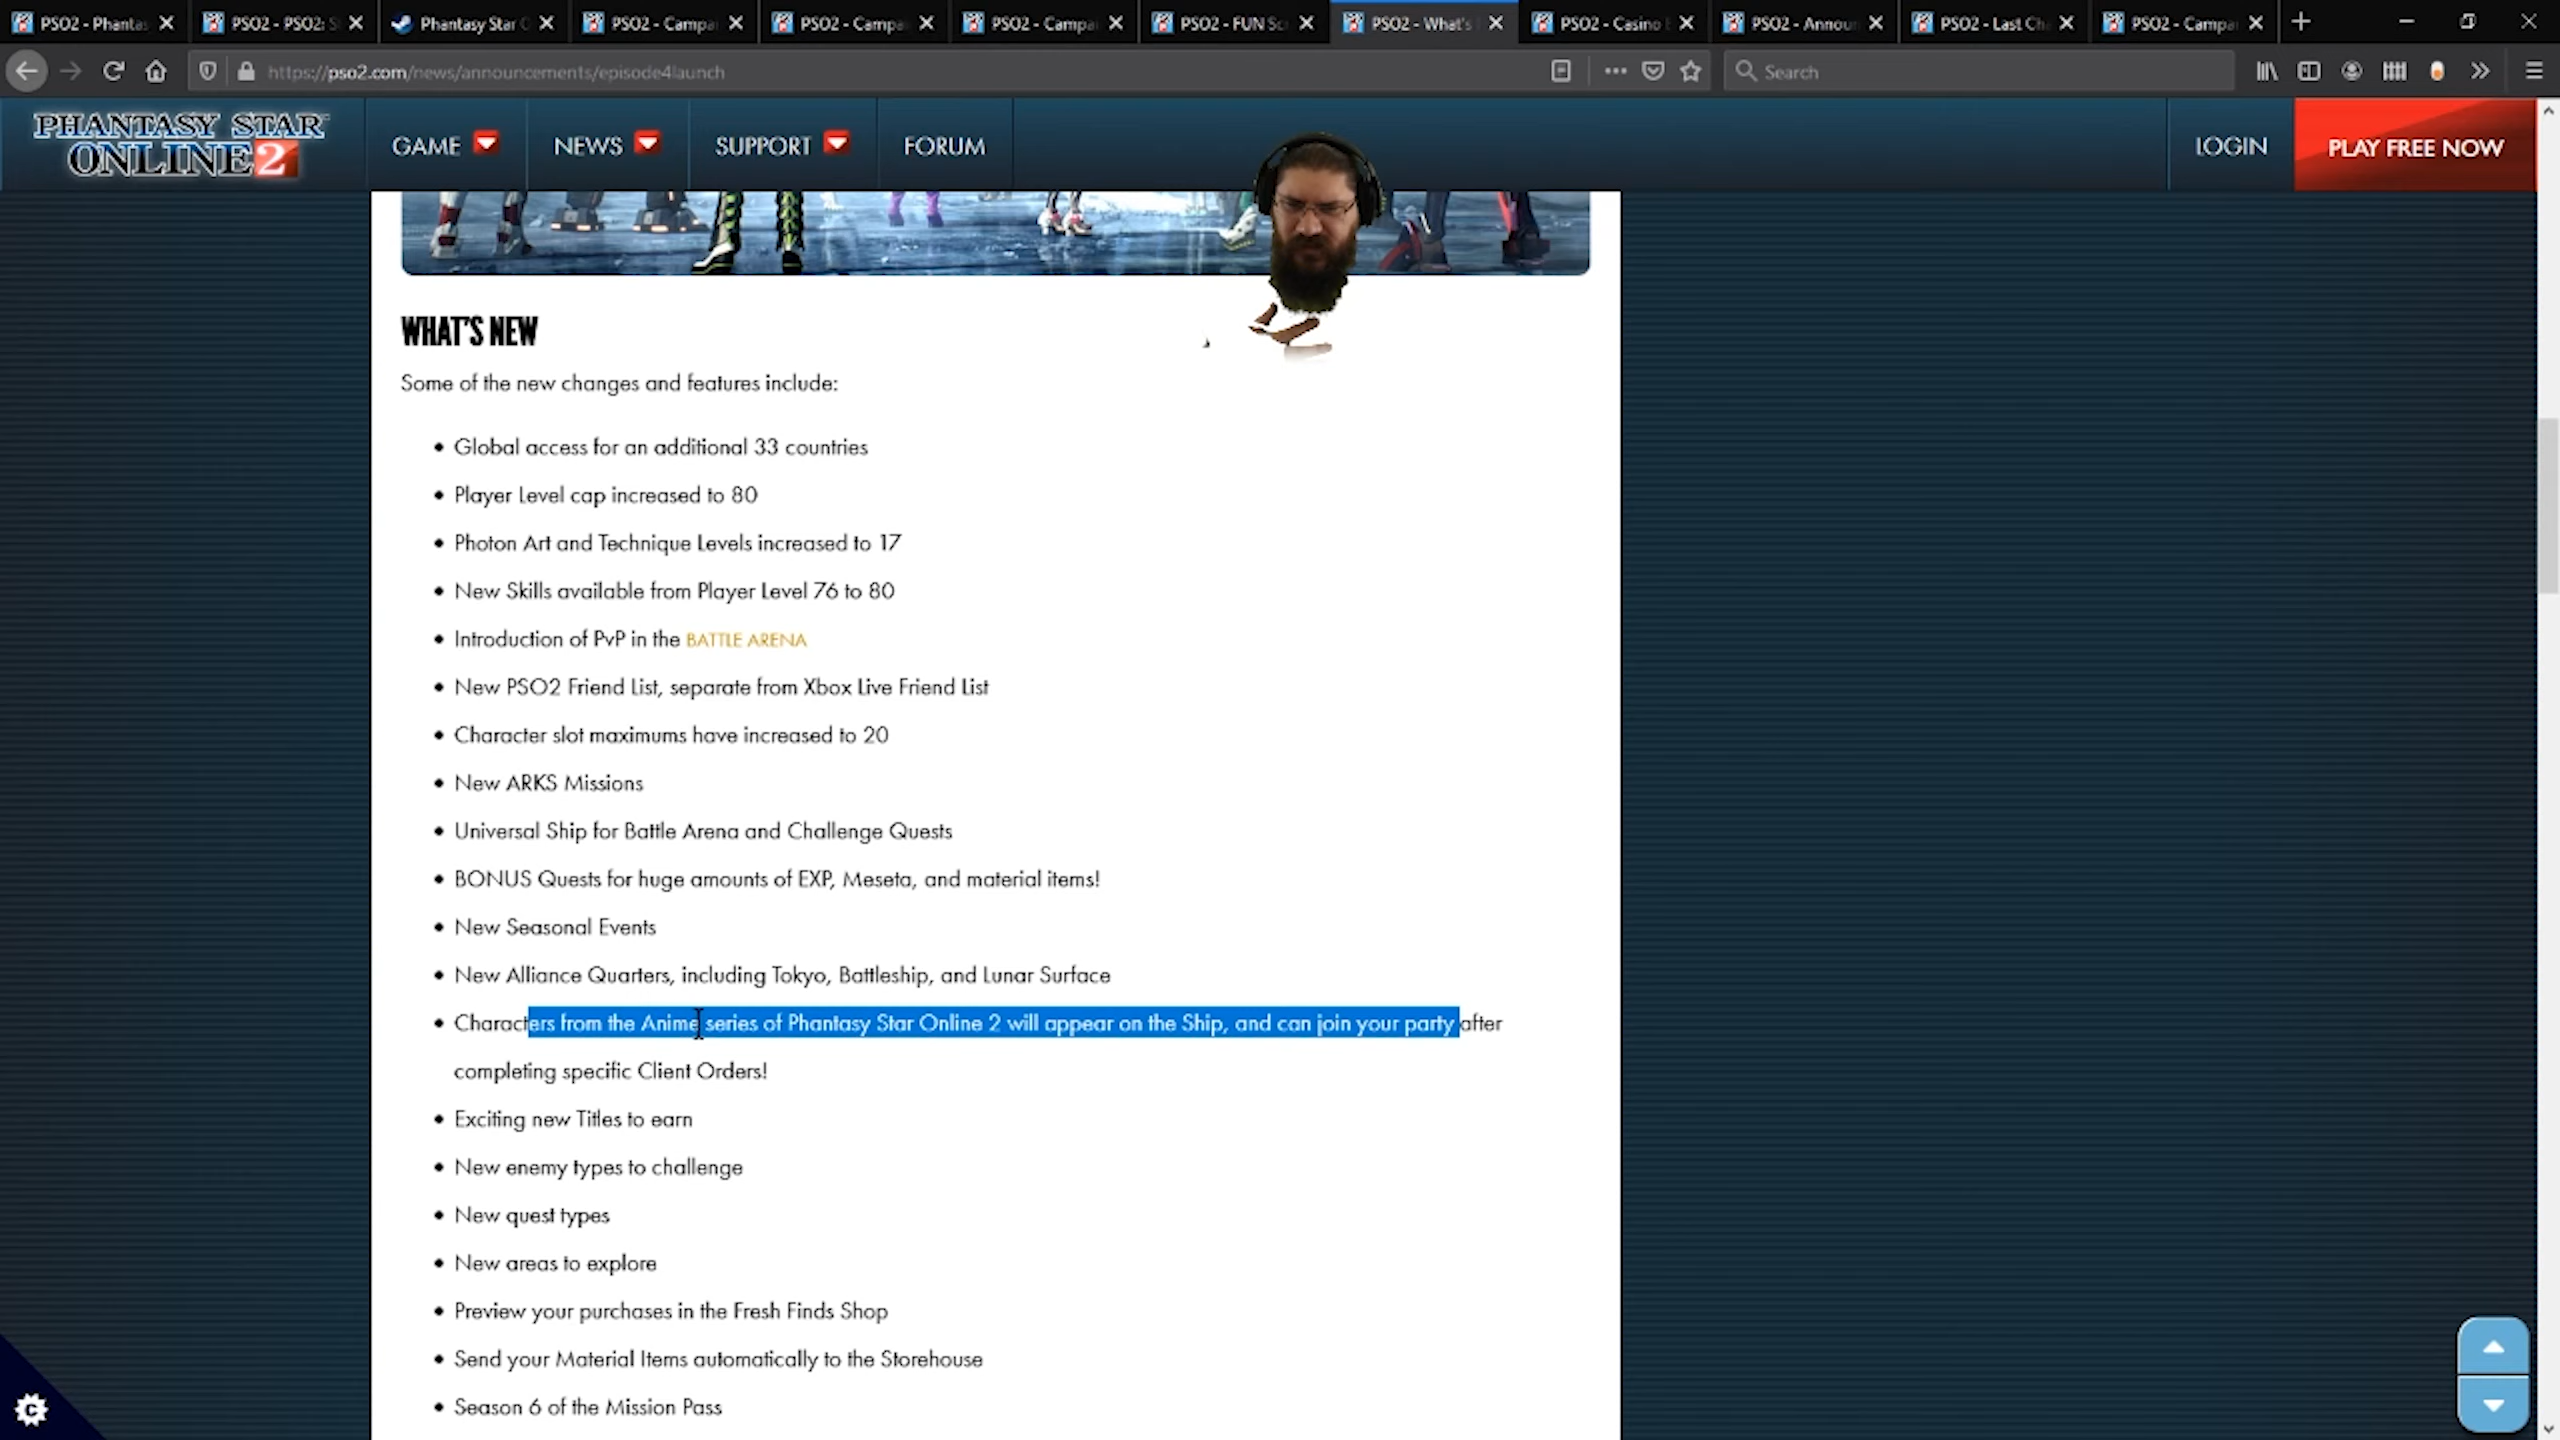 PSO2 - Phantas
PSO2 - PSO2: S
Phantasy Star O
PSO2 - Campa
PSO2 - Campa
PSO2 - Campa
PSO2 - FUN Sc
PSO2 - What's
PSO2 - Casino
PSO2 - Announ
PSO2 - Last Ch
PSO2 - Campa
https://pso2.com/news/announcements/episode4launch
Search
PHANTASY STAR
ONLINE 2
GAME
NEWS
SUPPORT
FORUM
LOGIN
PLAY FREE NOW
WHAT'S NEW
Some of the new changes and features include:
• Global access for an additional 33 countries
• Player Level cap increased to 80
• Photon Art and Technique Levels increased to 17
• New Skills available from Player Level 76 to 80
• Introduction of PvP in the BATTLE ARENA
• New PSO2 Friend List, separate from Xbox Live Friend List
• Character slot maximums have increased to 20
• New ARKS Missions
• Universal Ship for Battle Arena and Challenge Quests
• BONUS Quests for huge amounts of EXP, Meseta, and material items!
• New Seasonal Events
• New Alliance Quarters, including Tokyo, Battleship, and Lunar Surface
• Characters from the Anime series of Phantasy Star Online 2 will appear on the Ship, and can join your party after
completing specific Client Orders!
• Exciting new Titles to earn
• New enemy types to challenge
• New quest types
• New areas to explore
• Preview your purchases in the Fresh Finds Shop
• Send your Material Items automatically to the Storehouse
• Season 6 of the Mission Pass